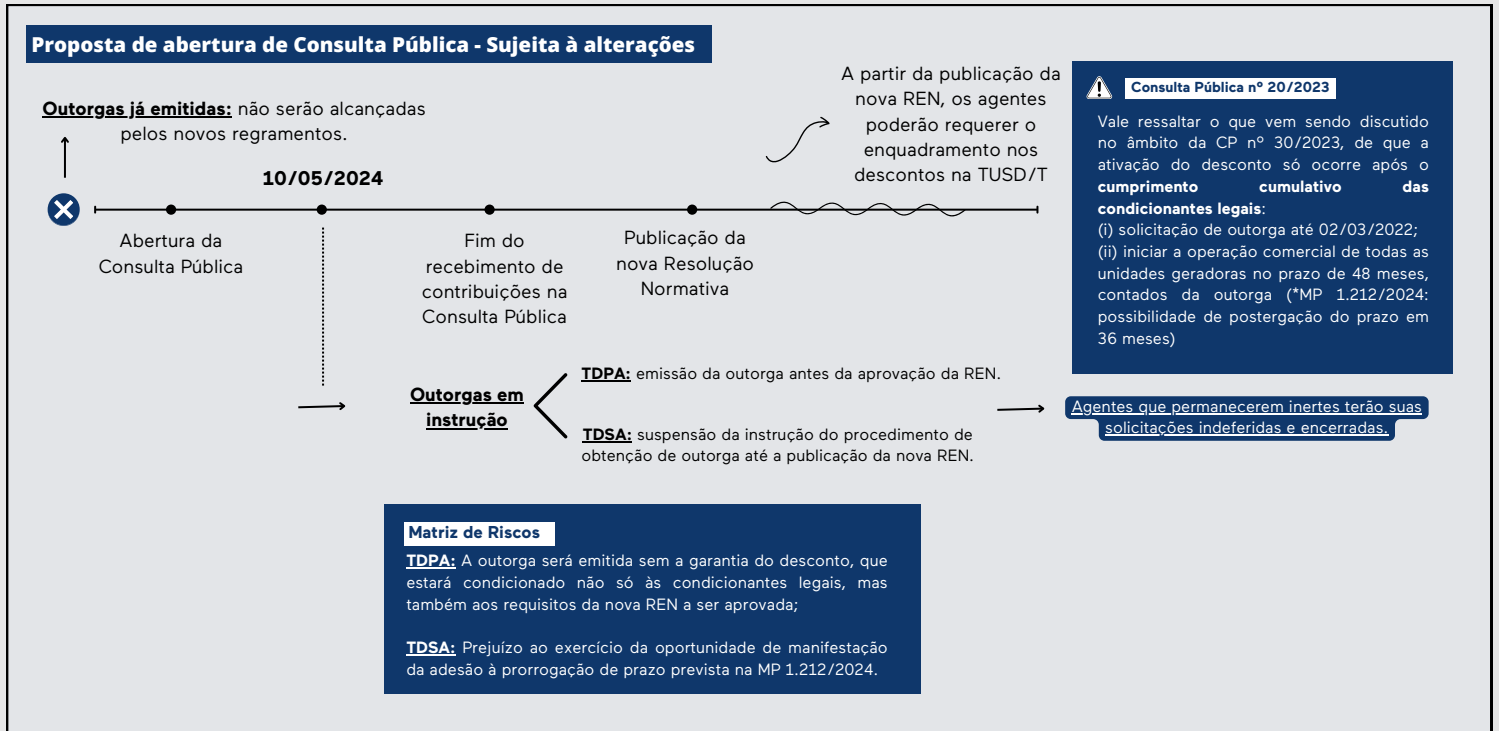 Proposta de abertura de Consulta Pública - Sujeita à alterações
Outorgas já emitidas: não serão alcançadas
pelos novos regramentos.
10/05/2024
Abertura da
Consulta Pública
Fim do
recebimento de
contribuições na
Consulta Pública
Publicação da
nova Resolução
Normativa
A partir da publicação da
nova REN, os agentes
poderão requerer o
enquadramento nos
descontos na TUSD/T
Consulta Pública nº 20/2023
Vale ressaltar o que vem sendo discutido
no âmbito da CP nº 30/2023, de que a
ativação do desconto só ocorre após o
cumprimento cumulativo das
condicionantes legais:
(i) solicitação de outorga até 02/03/2022;
(ii) iniciar a operação comercial de todas as
unidades geradoras no prazo de 48 meses,
contados da outorga (*MP 1.212/2024:
possibilidade de postergação do prazo em
36 meses)
Outorgas em
instrução
TDPA: emissão da outorga antes da aprovação da REN.
TDSA: suspensão da instrução do procedimento de
obtenção de outorga até a publicação da nova REN.
Agentes que permanecerem inertes terão suas
solicitações indeferidas e encerradas.
Matriz de Riscos
TDPA: A outorga será emitida sem a garantia do desconto, que
estará condicionado não só às condicionantes legais, mas
também aos requisitos da nova REN a ser aprovada;
TDSA: Prejuízo ao exercício da oportunidade de manifestação
da adesão à prorrogação de prazo prevista na MP 1.212/2024.